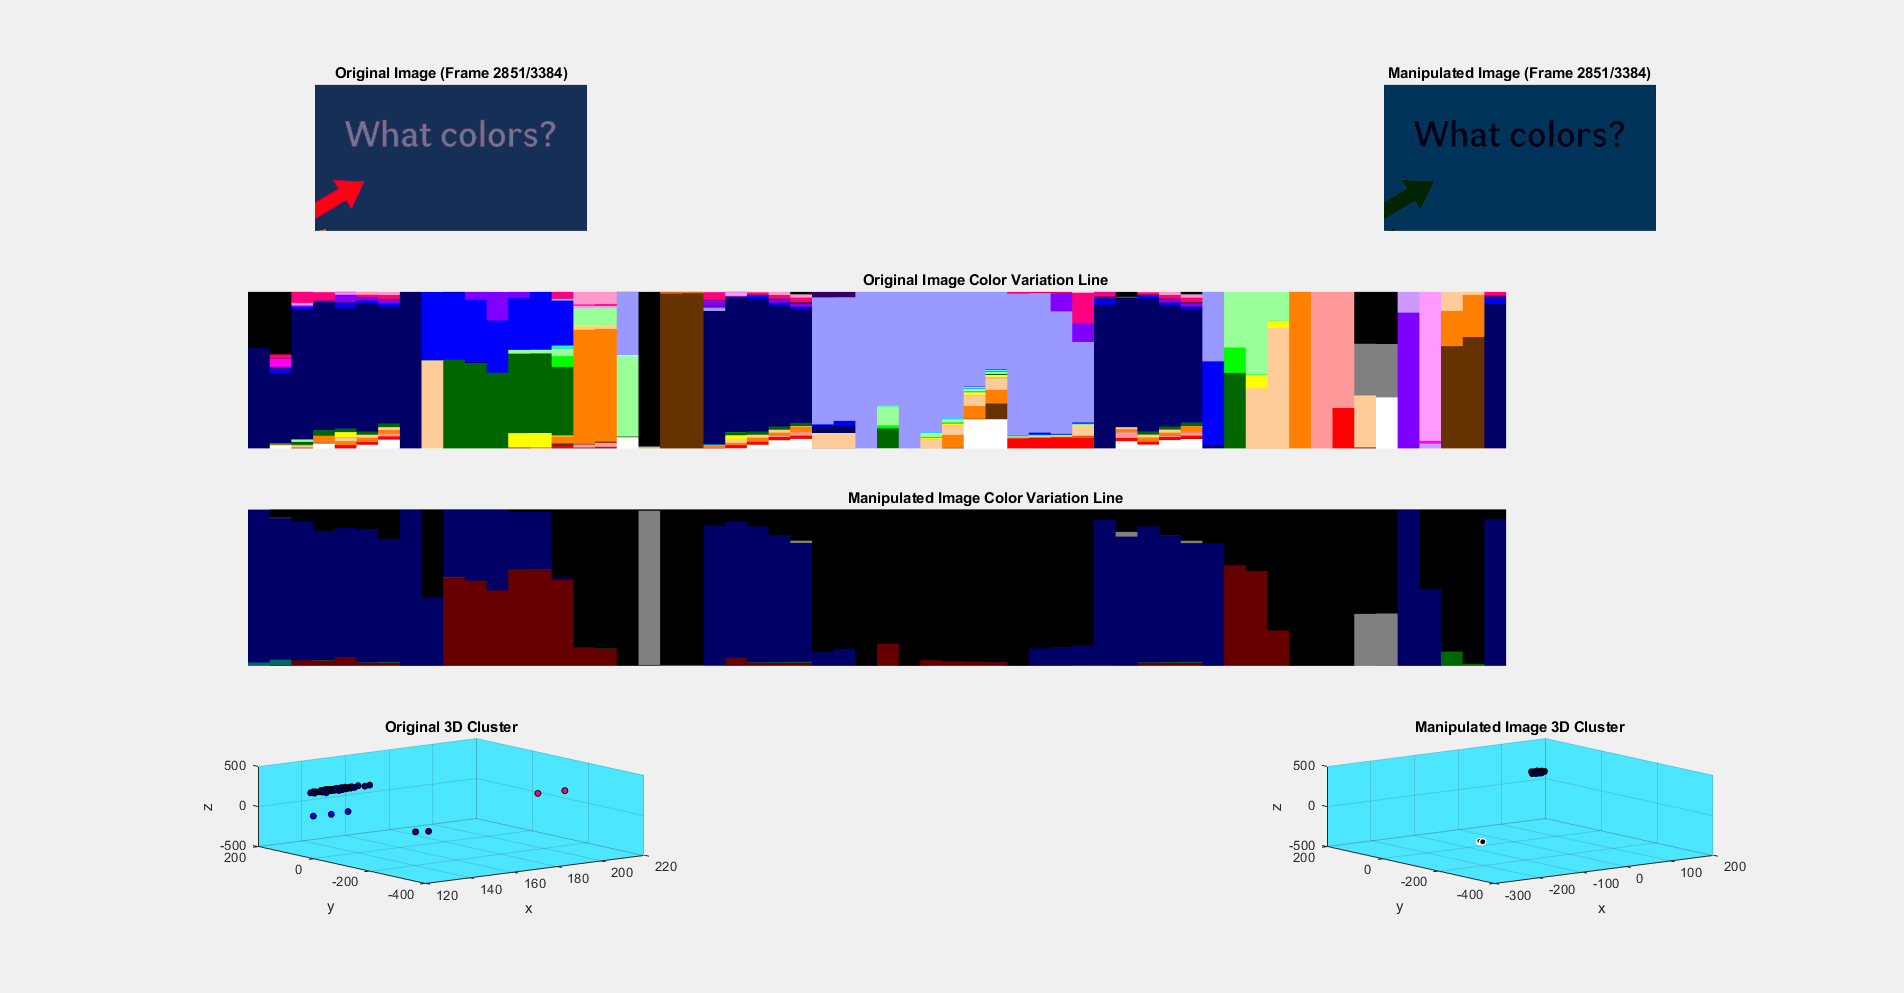 Original Image (Frame 2851/3384)
Manipulated Image (Frame 2851/3384)
What colors?
What colors?
Original Image Color Variation Line
Manipulated Image Color Variation Line
Original 3D Cluster
Manipulated Image 3D Cluster
500
0
-500
z
200
0
-200
-400
y
120
140
160
180
200
220
x
500
0
-500
z
200
0
-200
-400
y
-300
-200
-100
0
100
200
x